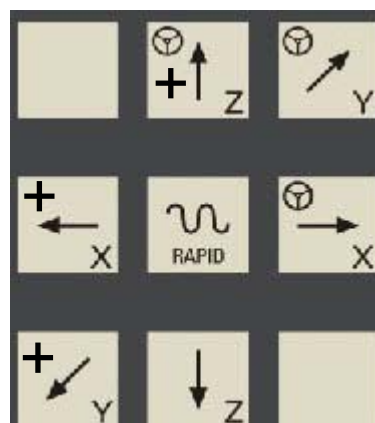 + Z
Y
+ X
RAPID
X
+ Y
Z